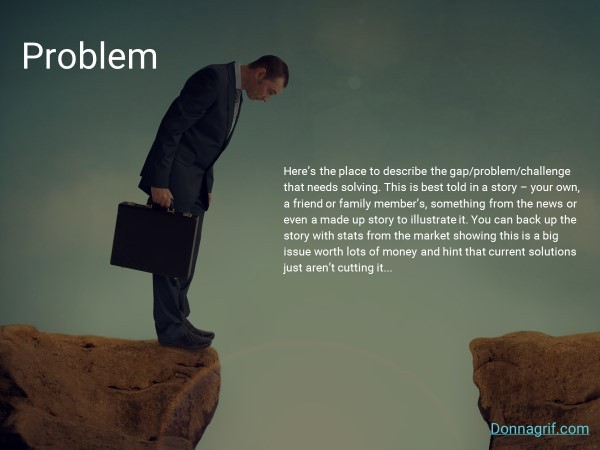 Problem
Here's the place to describe the gap/problem/challenge
that needs solving. This is best told in a story – your own,
a friend or family member's, something from the news or
even a made up story to illustrate it. You can back up the
story with stats from the market showing this is a big
issue worth lots of money and hint that current solutions
just aren't cutting it...
Donnagrif.com